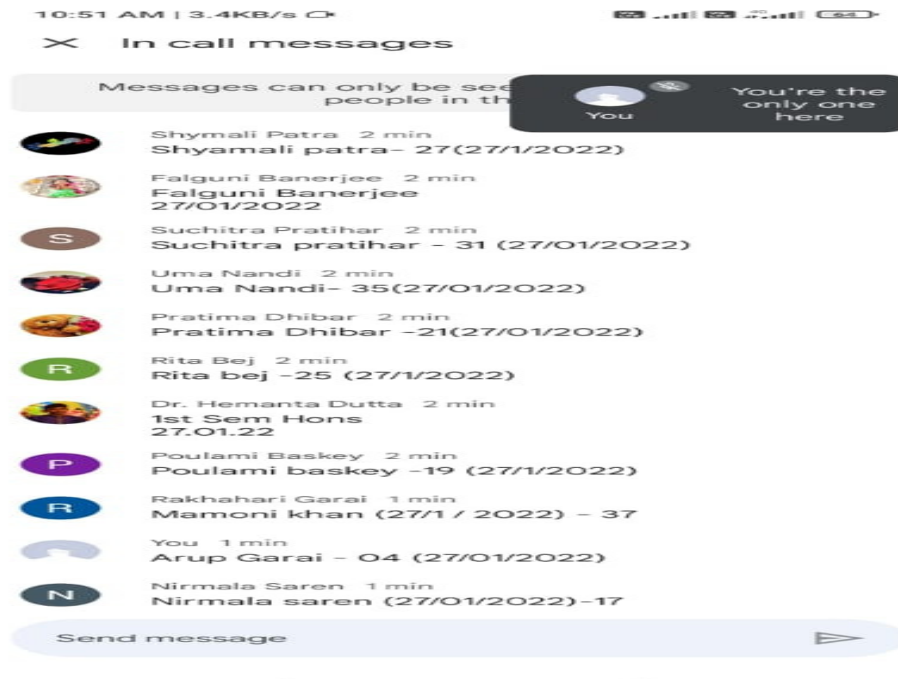 10:51 AM | 3.4KB/s
4G
64
In call messages
Messages can only be see
people in th
You
You're the
only one
here
Shymali Patra 2 min
Shyamali patra- 27(27/1/2022)
Falguni Banerjee 2 min
Falguni Banerjee
27/01/2022
S
Suchitra Pratihar 2 min
Suchitra pratihar - 31 (27/01/2022)
Uma Nandi 2 min
Uma Nandi- 35(27/01/2022)
Pratima Dhibar 2 min
Pratima Dhibar -21(27/01/2022)
R
Rita Bej 2 min
Rita bej -25 (27/1/2022)
Dr. Hemanta Dutta 2 min
1st Sem Hons
27.01.22
P
Poulami Baskey 2 min
Poulami baskey -19 (27/1/2022)
R
Rakhahari Garai 1 min
Mamoni khan (27/1 / 2022) - 37
You 1 min
Arup Garai - 04 (27/01/2022)
N
Nirmala Saren 1 min
Nirmala saren (27/01/2022)-17
Send message